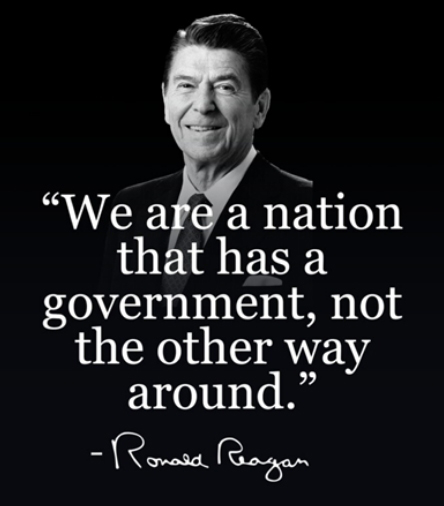 “We are a nation
that has a
government, not
the other way
around.”
-Ronald Reagan